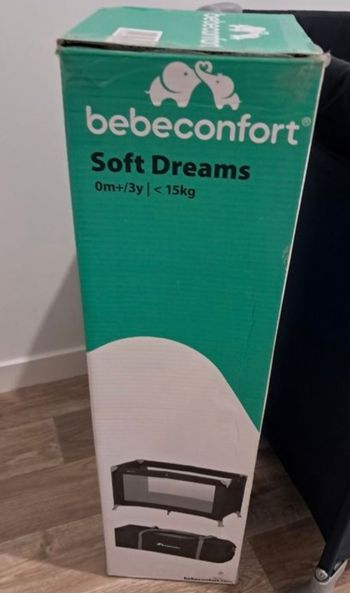 bebeconfort®
Soft Dreams
0m+/3y | < 15kg